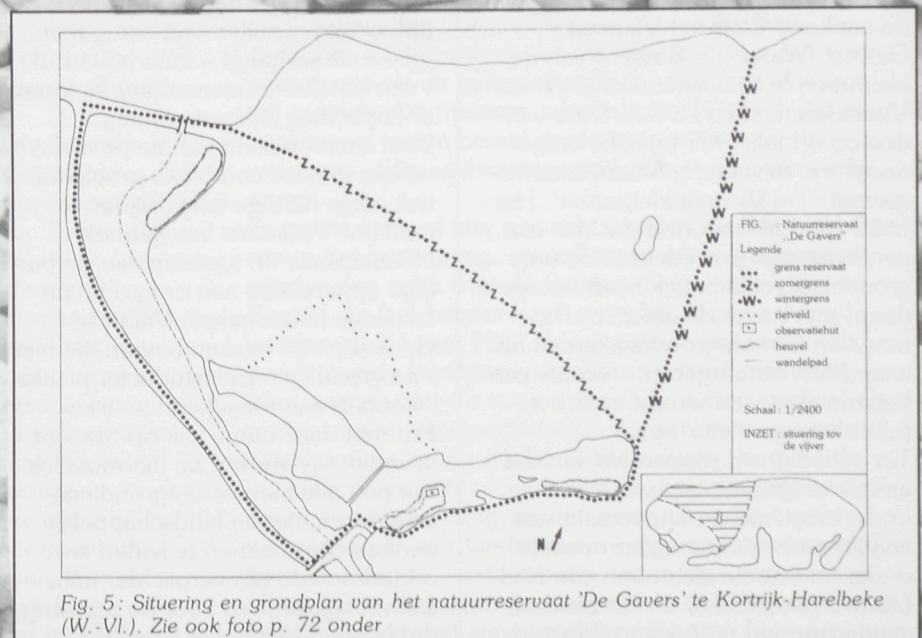 FIG. : Natuurreservaat
„De Gavers"
Legende
grens reservaat
•Z• zomergrens
•W• wintergrens
rietveld
observatiehut
heuvel
wandelpad
Schaal: 1/2400
INZET: situering tov
de vijver
Z Z Z Z Z Z Z Z Z Z Z Z Z Z Z
W W W W W W W W W W W W
N
Fig. 5: Situering en grondplan van het natuurreservaat 'De Gavers' te Kortrijk-Harelbeke
(W.-Vl.). Zie ook foto p. 72 onder